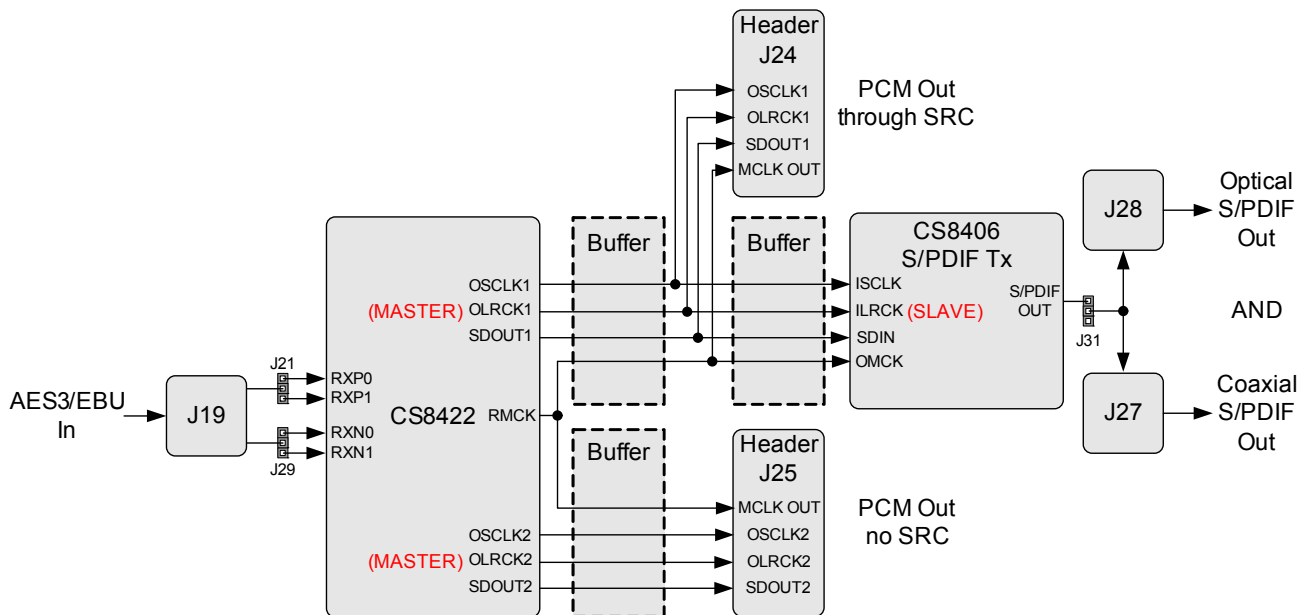 Header
J24
OSCLK1
OLRCK1
SDOUT1
MCLK OUT
PCM Out
through SRC
AES3/EBU
In
J19
J21
J29
RXP0
RXP1
RXN0
RXN1
CS8422
(MASTER)
OSCLK1
OLRCK1
SDOUT1
RMCK
(MASTER)
OSCLK2
OLRCK2
SDOUT2
Buffer
Buffer
Buffer
CS8406
S/PDIF Tx
ISCLK
ILRCK
(SLAVE)
SDIN
OMCK
S/PDIF
OUT
J31
J28
Optical
S/PDIF
Out
AND
J27
Coaxial
S/PDIF
Out
Header
J25
MCLK OUT
OSCLK2
OLRCK2
SDOUT2
PCM Out
no SRC